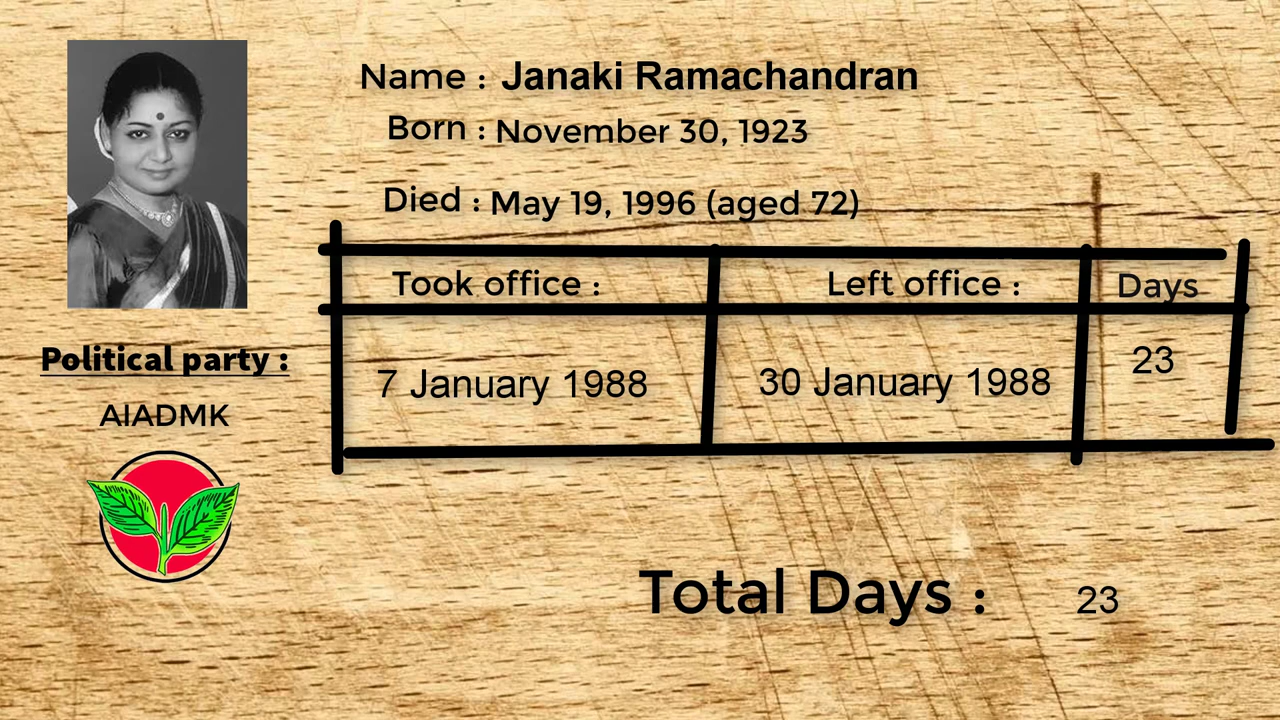 Name : Janaki Ramachandran
Born : November 30, 1923
Died : May 19, 1996 (aged 72)
Took office : Left office : Days
7 January 1988 30 January 1988 23
Political party :
AIADMK
Total Days : 23